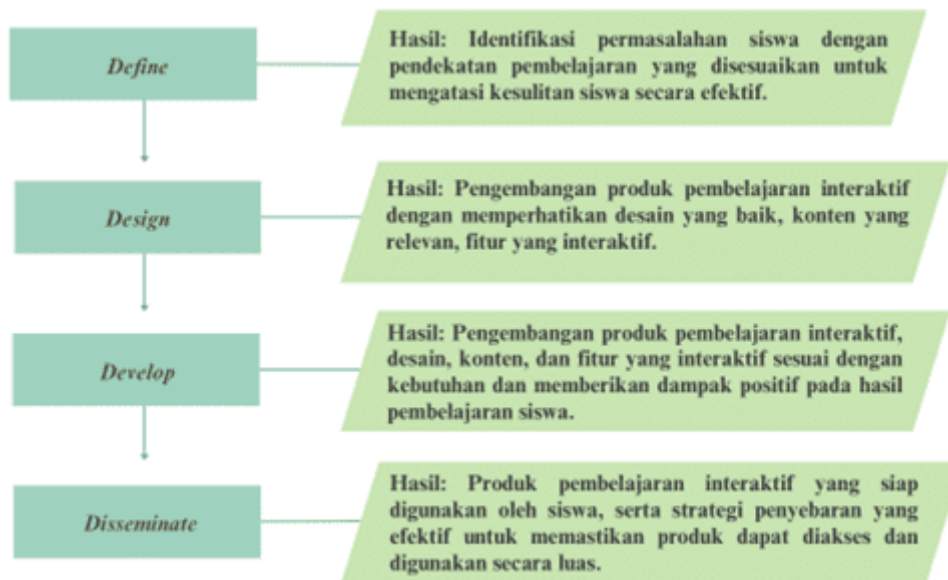 Define
Hasil: Identifikasi permasalahan siswa dengan
pendekatan pembelajaran yang disesuaikan untuk
mengatasi kesulitan siswa secara efektif.
Design
Hasil: Pengembangan produk pembelajaran interaktif
dengan memperhatikan desain yang baik, konten yang
relevan, fitur yang interaktif.
Develop
Hasil: Pengembangan produk pembelajaran interaktif,
desain, konten, dan fitur yang interaktif sesuai dengan
kebutuhan dan memberikan dampak positif pada hasil
pembelajaran siswa.
Disseminate
Hasil: Produk pembelajaran interaktif yang siap
digunakan oleh siswa, serta strategi penyebaran yang
efektif untuk memastikan produk dapat diakses dan
digunakan secara luas.